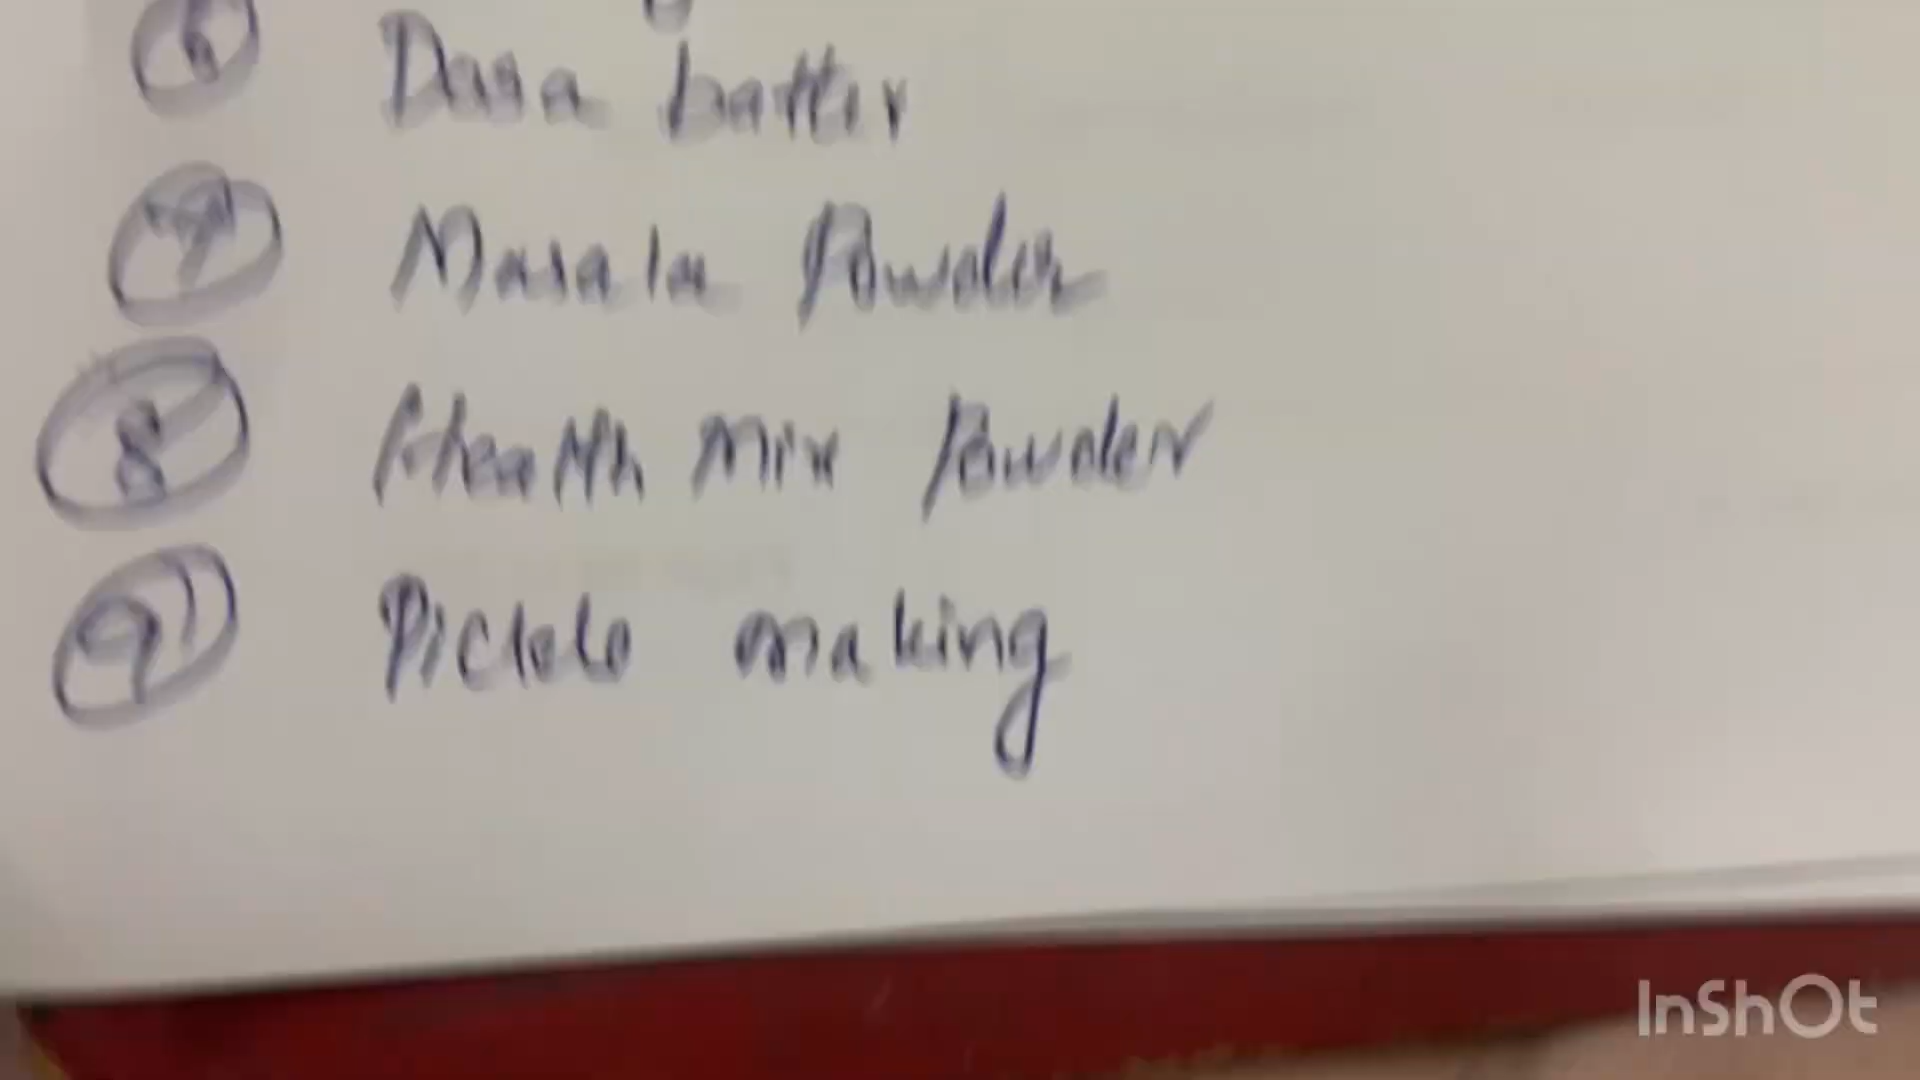 6 Dosa batter
7 Masala Powder
8 Health mix Powder
9 Pickle making
InShOt